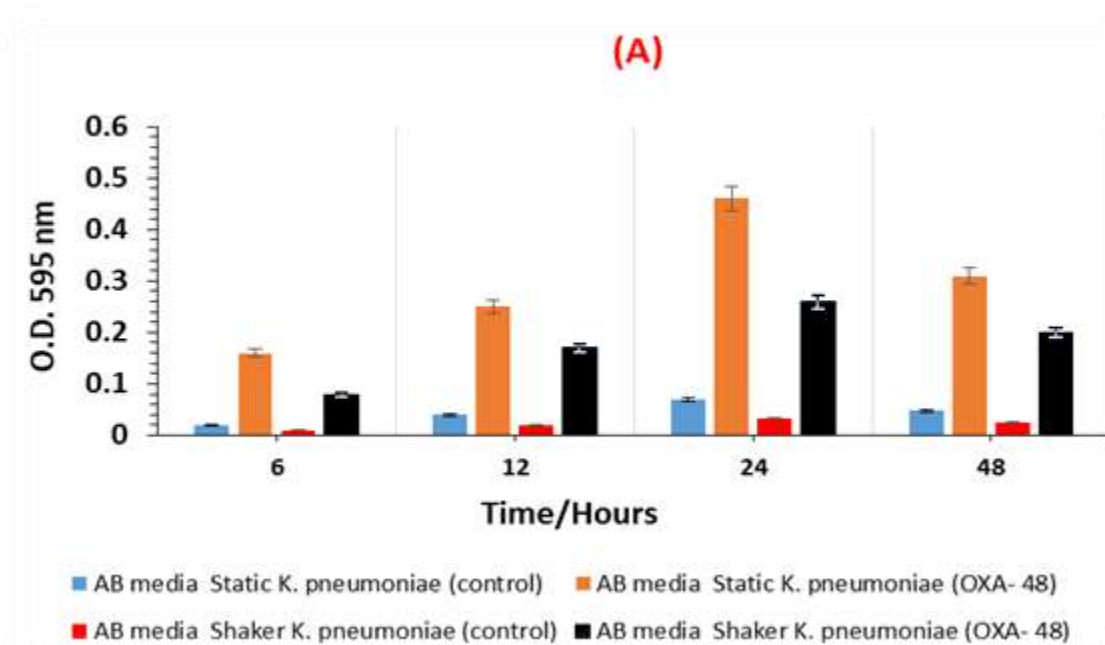 (A)
0.6
0.5
0.4
0.3
0.2
0.1
0
O.D. 595 nm
6 12 24 48
Time/Hours
AB media Static K. pneumoniae (control) AB media Static K. pneumoniae (OXA- 48)
AB media Shaker K. pneumoniae (control) AB media Shaker K. pneumoniae (OXA- 48)